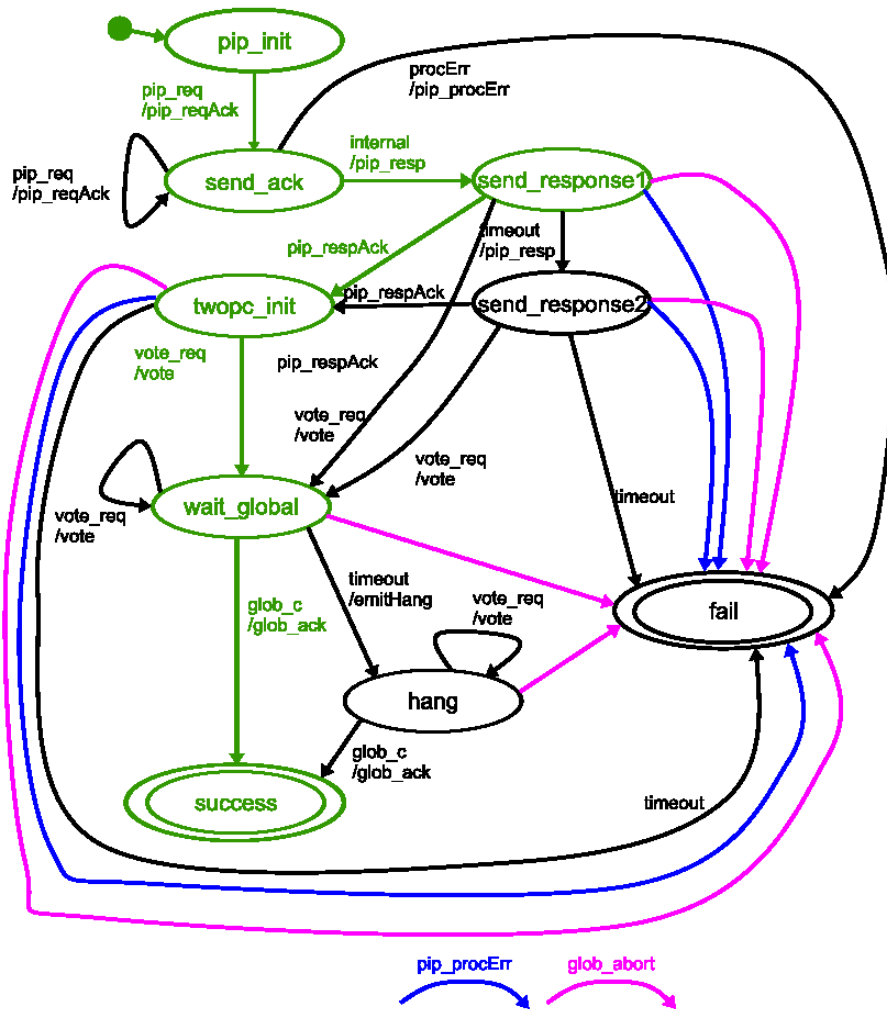 pip_init
procErr
/pip_procErr
pip_req
/pip_reqAck
internal
/pip_resp
pip_req
/pip_reqAck
send_ack
send_response1
timeout
/pip_resp
pip_respAck
pip_respAck
twopc_init
send_response2
vote_req
/vote
pip_respAck
vote_req
/vote
vote_req
/vote
timeout
wait_global
vote_req
/vote
timeout
/emitHang
glob_c
/glob_ack
vote_req
/vote
fail
hang
glob_c
/glob_ack
success
timeout
pip_procErr
glob_abort